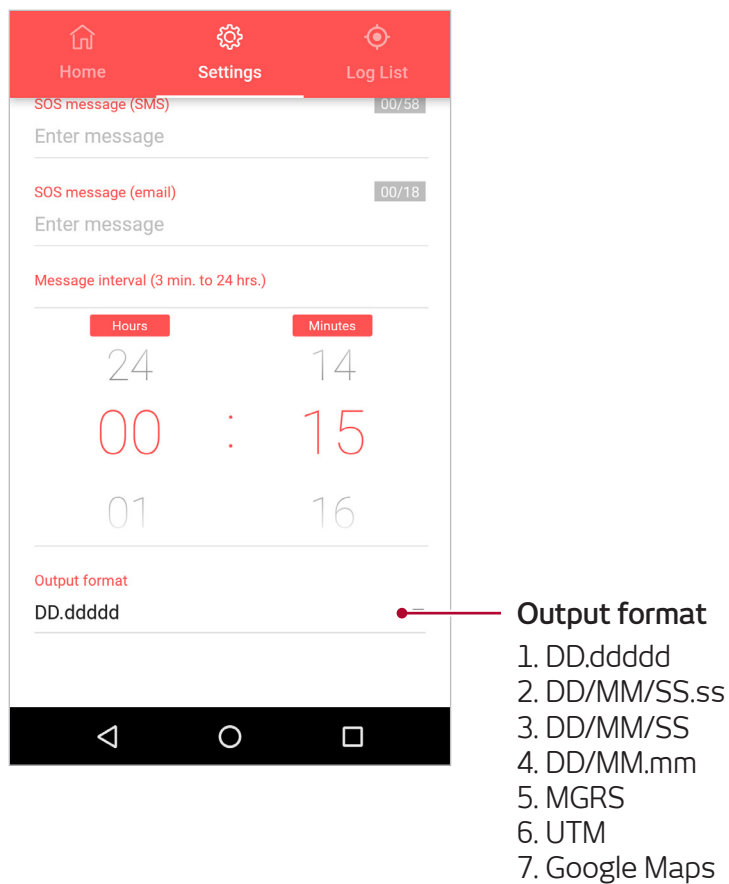 Home Settings Log List
SOS message (SMS) 00/58
Enter message
SOS message (email) 00/18
Enter message
Message interval (3 min. to 24 hrs.)
Hours Minutes
24 14
00 : 15
01 16
Output format
DD.ddddd
Output format
1. DD.ddddd
2. DD/MM/SS.ss
3. DD/MM/SS
4. DD/MM.mm
5. MGRS
6. UTM
7. Google Maps